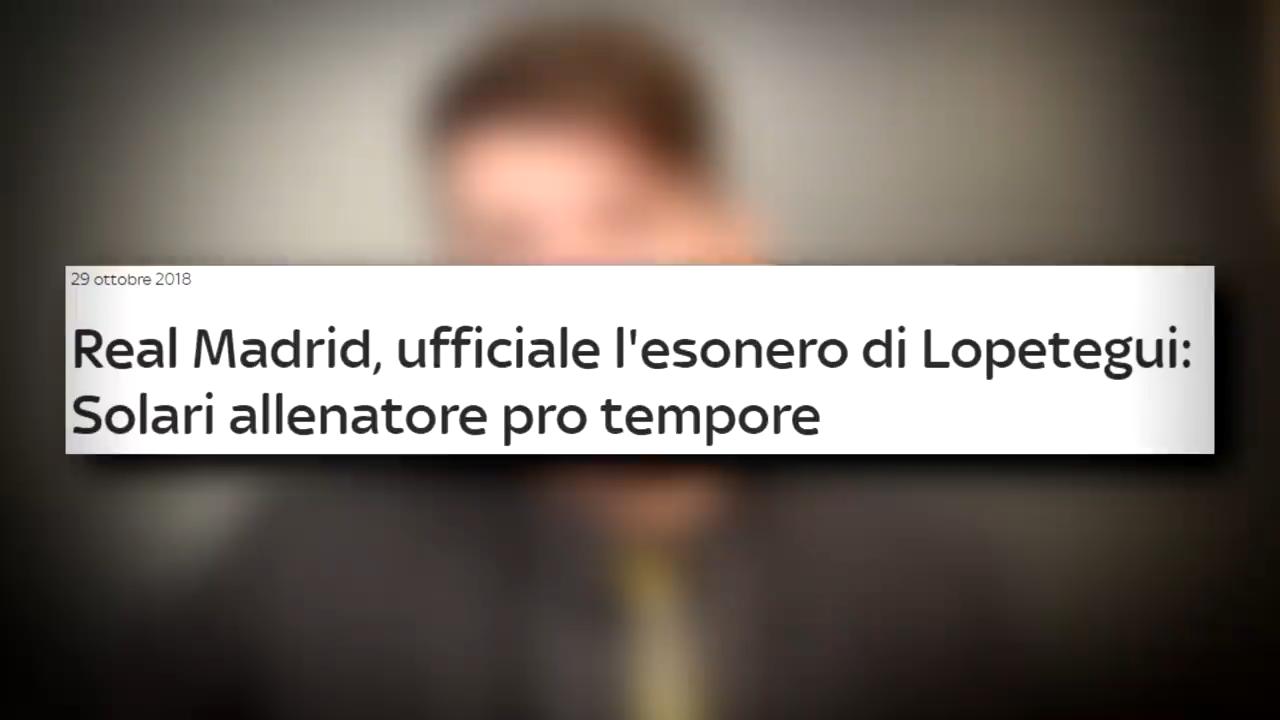 29 ottobre 2018
Real Madrid, ufficiale l'esonero di Lopetegui:
Solari allenatore pro tempore